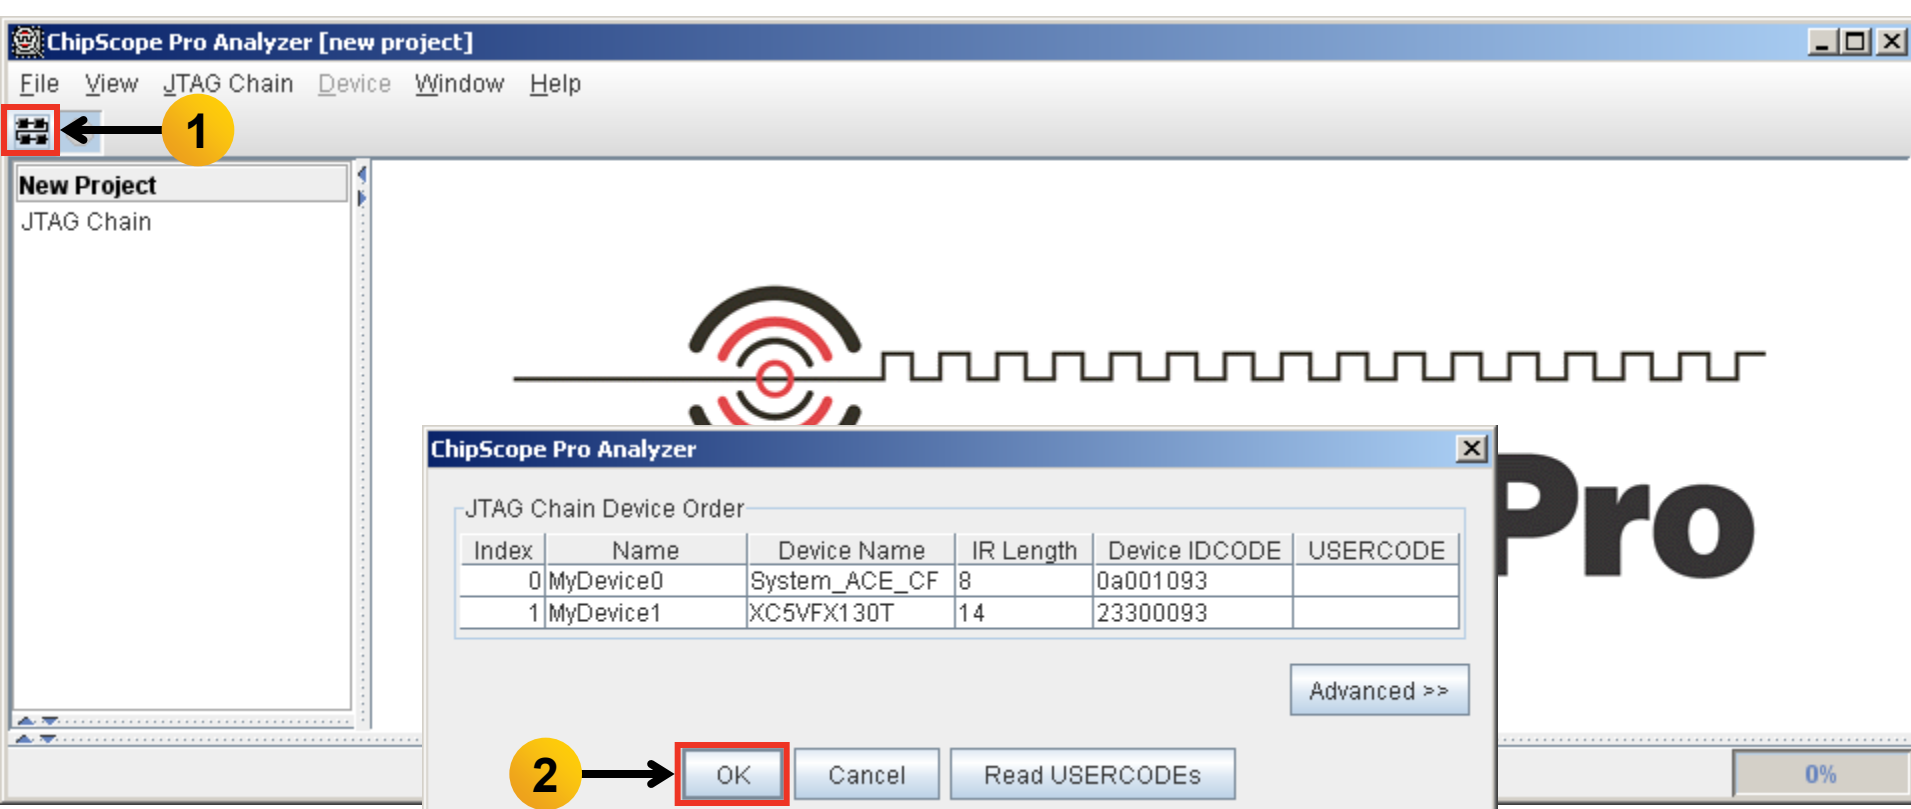 ChipScope Pro Analyzer [new project]
File View JTAG Chain Device Window Help
1
New Project
JTAG Chain
Pro
ChipScope Pro Analyzer
JTAG Chain Device Order
Index Name Device Name IR Length Device IDCODE USERCODE
0 MyDevice0 System_ACE_CF 8 0a001093
1 MyDevice1 XC5VFX130T 14 23300093
Advanced >>
2 OK Cancel Read USERCODEs
0%